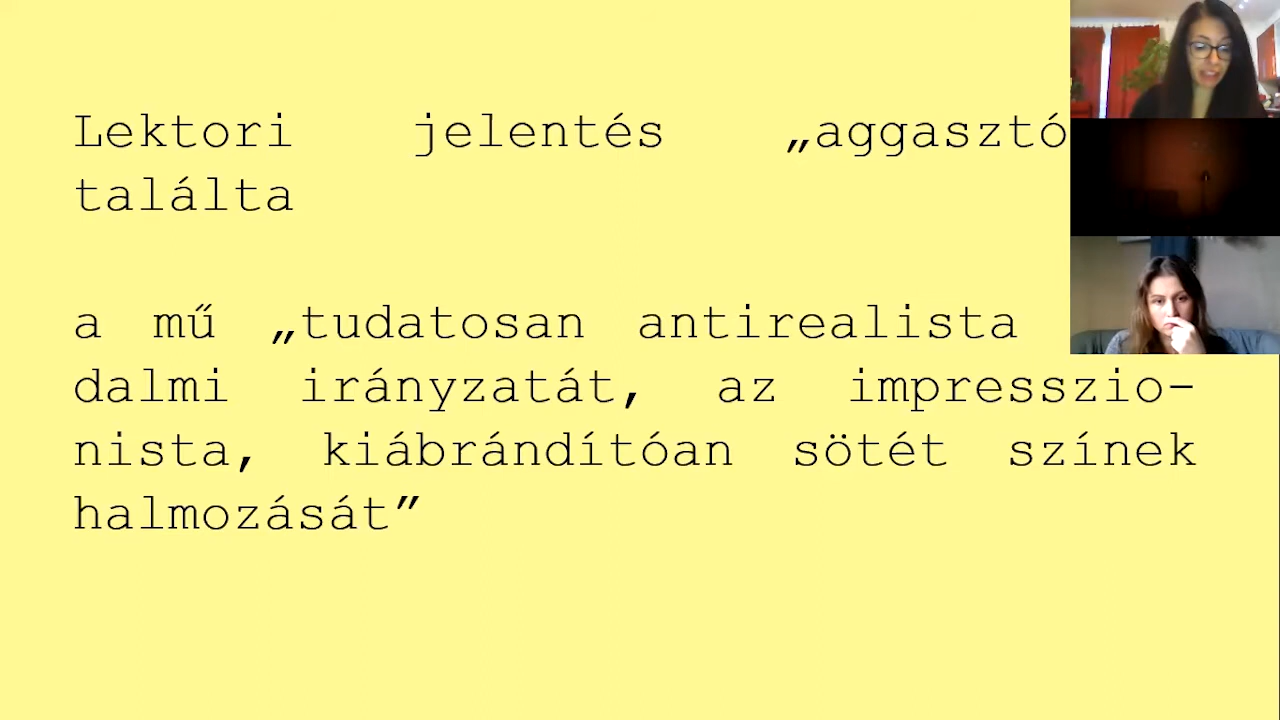 Lektori jelentés „aggasztó
találta
a mű „tudatosan antirealista
dalmi irányzatát, az impresszio-
nista, kiábrándítóan sötét színek
halmozását”